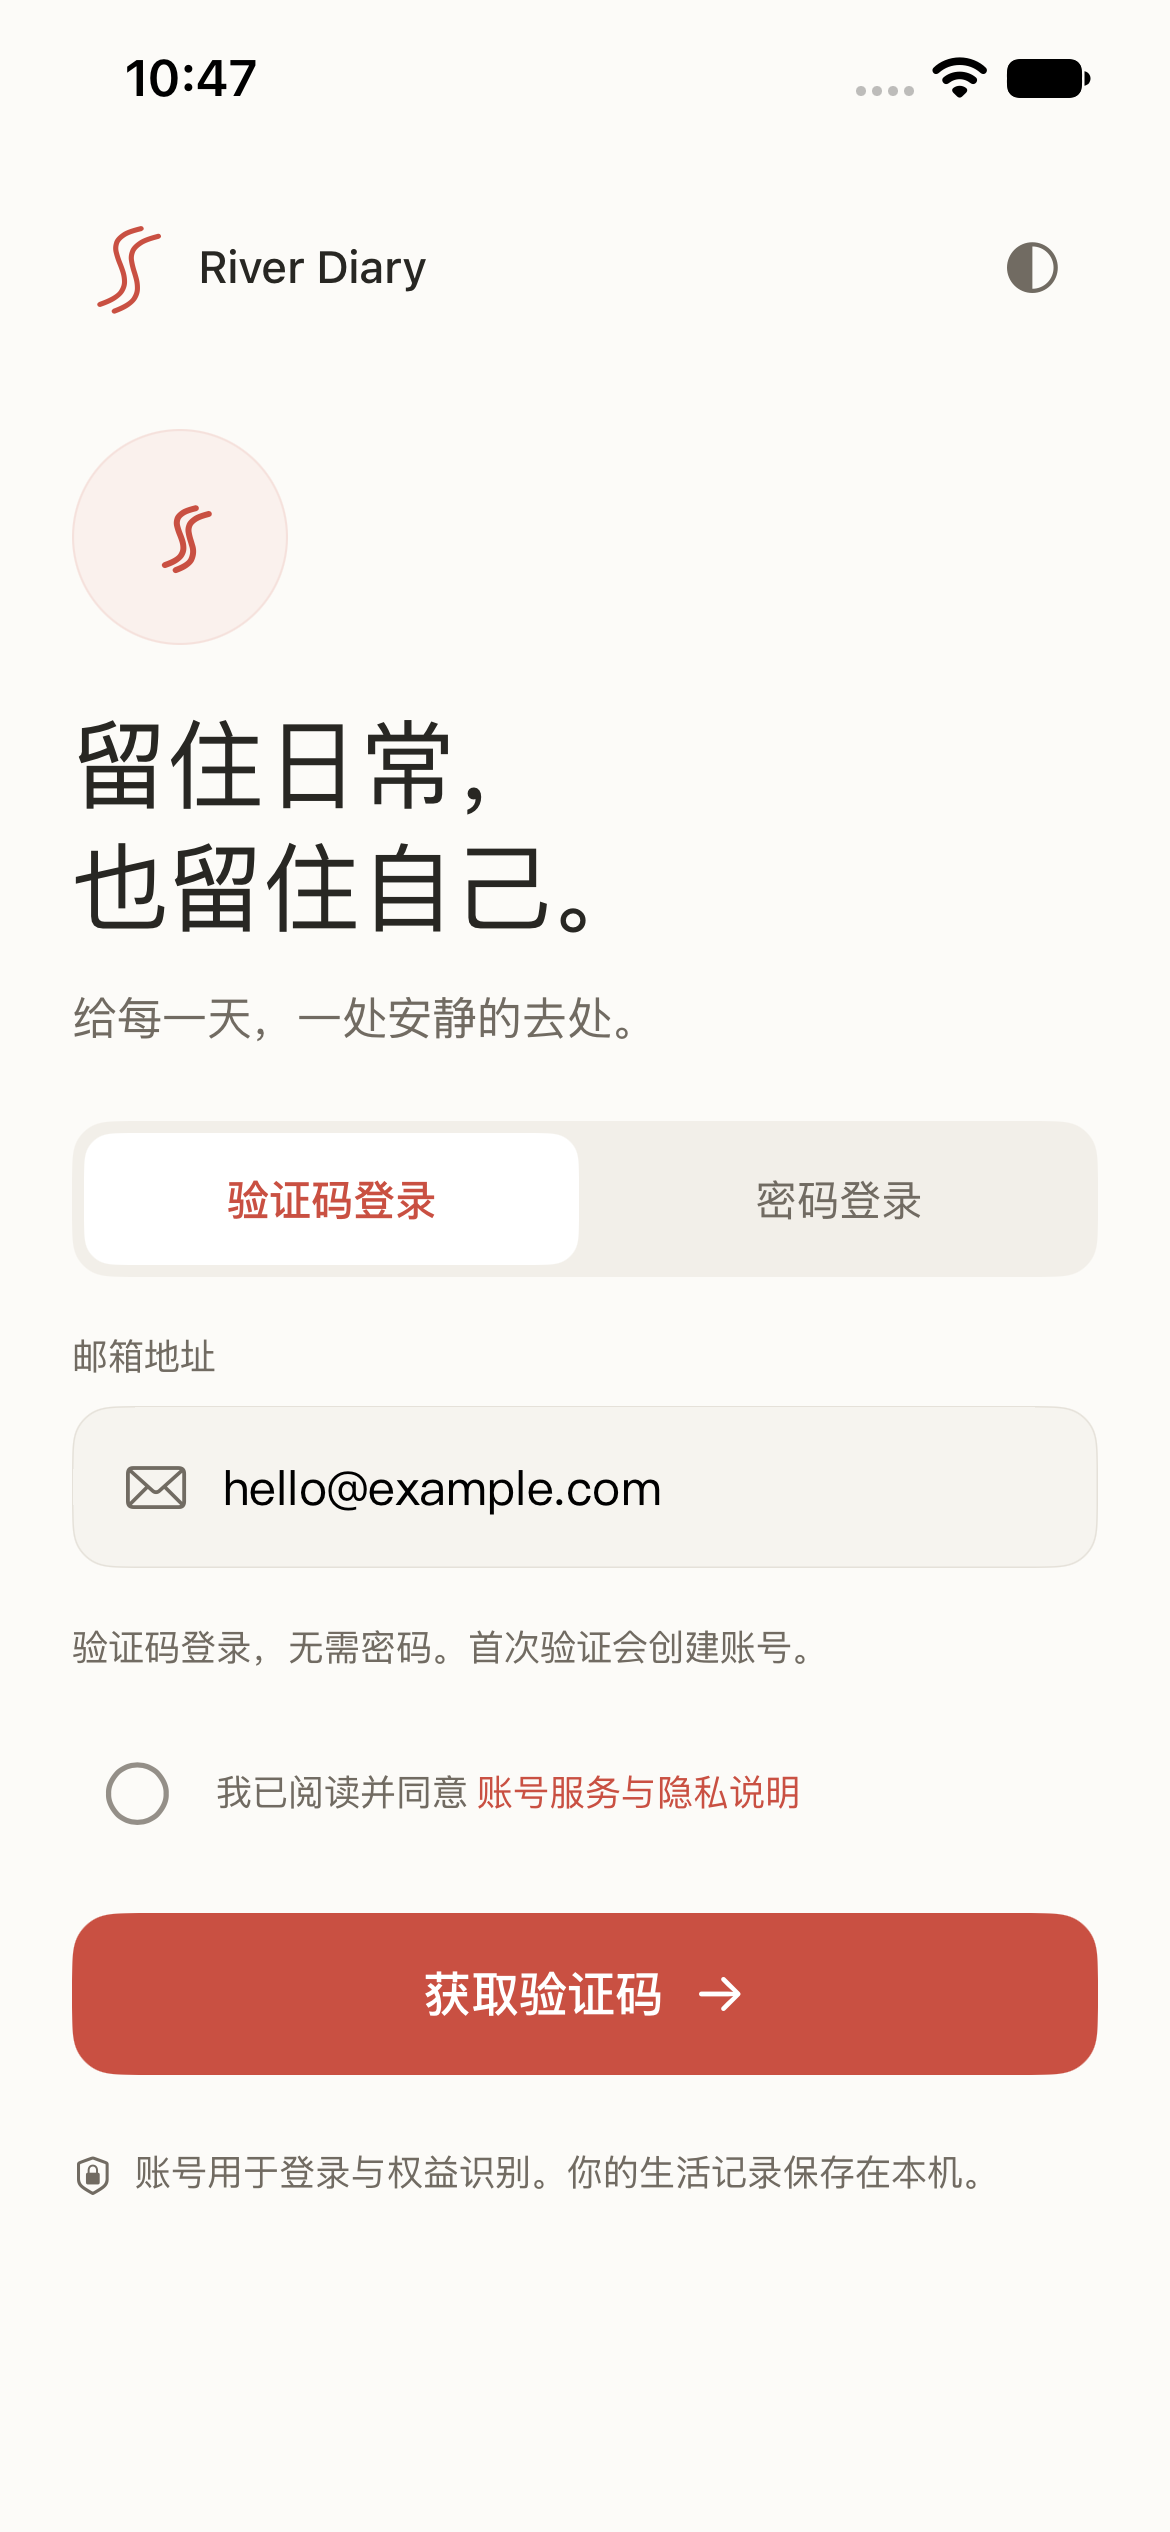 10:47
River Diary
留住日常，
也留住自己。
给每一天，一处安静的去处。
验证码登录
密码登录
邮箱地址
hello@example.com
验证码登录，无需密码。首次验证会创建账号。
我已阅读并同意 账号服务与隐私说明
获取验证码 →
账号用于登录与权益识别。你的生活记录保存在本机。